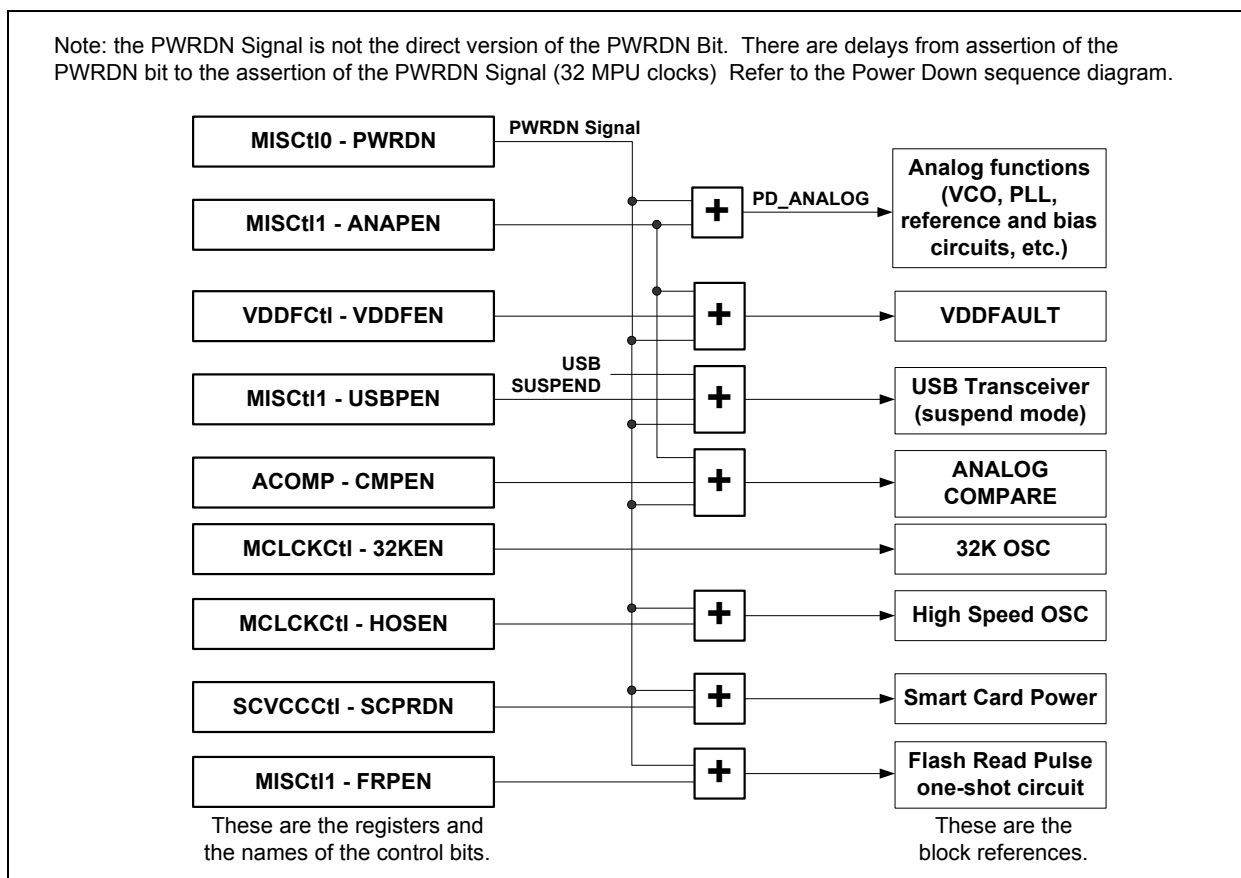 Note: the PWRDN Signal is not the direct version of the PWRDN Bit. There are delays from assertion of the
PWRDN bit to the assertion of the PWRDN Signal (32 MPU clocks) Refer to the Power Down sequence diagram.
MISCtl0 - PWRDN
PWRDN Signal
MISCtl1 - ANAPEN
+
PD_ANALOG
Analog functions
(VCO, PLL,
reference and bias
circuits, etc.)
VDDFCtl - VDDFEN
+
VDDFAULT
MISCtl1 - USBPEN
USB
SUSPEND
+
USB Transceiver
(suspend mode)
ACOMP - CMPEN
+
ANALOG
COMPARE
MCLCKCtl - 32KEN
32K OSC
MCLCKCtl - HOSEN
+
High Speed OSC
SCVCCCtl - SCPRDN
+
Smart Card Power
MISCtl1 - FRPEN
+
Flash Read Pulse
one-shot circuit
These are the registers and
the names of the control bits.
These are the
block references.